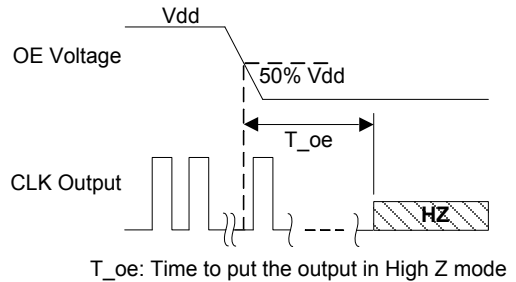 Vdd
OE Voltage
50% Vdd
T_oe
CLK Output
HZ
T_oe: Time to put the output in High Z mode